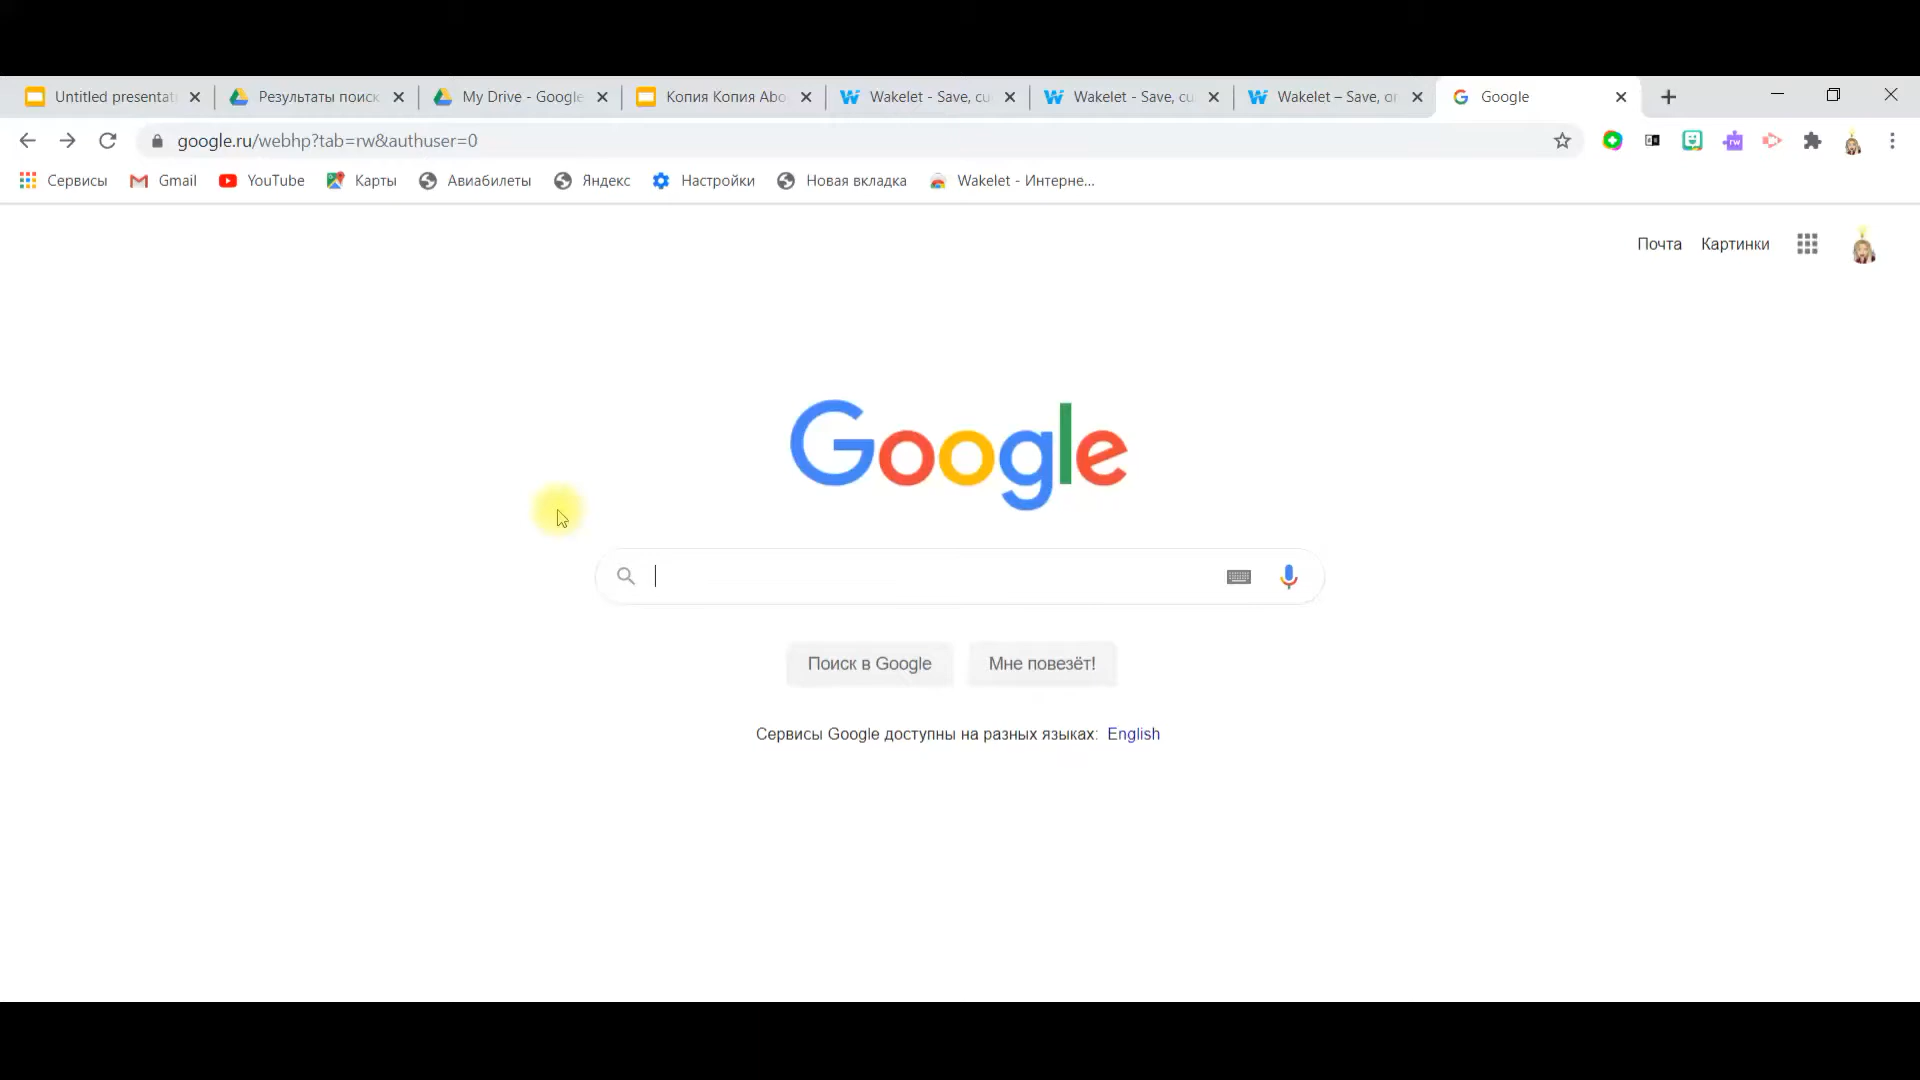 Untitled presentat
Результаты поиск
My Drive - Google
Копия Копия Abo
Wakelet - Save, cu
Wakelet - Save, cu
Wakelet – Save, or
Google
google.ru/webhp?tab=rw&authuser=0
Сервисы
Gmail
YouTube
Карты
Авиабилеты
Яндекс
Настройки
Новая вкладка
Wakelet - Интерне...
Почта
Картинки
Google
Поиск в Google
Мне повезёт!
Сервисы Google доступны на разных языках: English